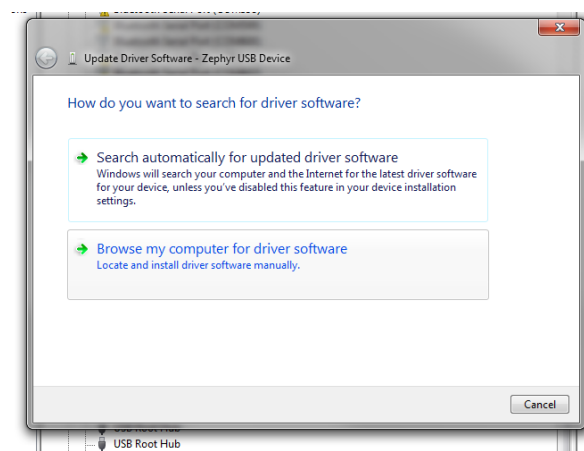 Update Driver Software - Zephyr USB Device
How do you want to search for driver software?
Search automatically for updated driver software
Windows will search your computer and the Internet for the latest driver software
for your device, unless you've disabled this feature in your device installation
settings.
Browse my computer for driver software
Locate and install driver software manually.
Cancel
USB Root Hub